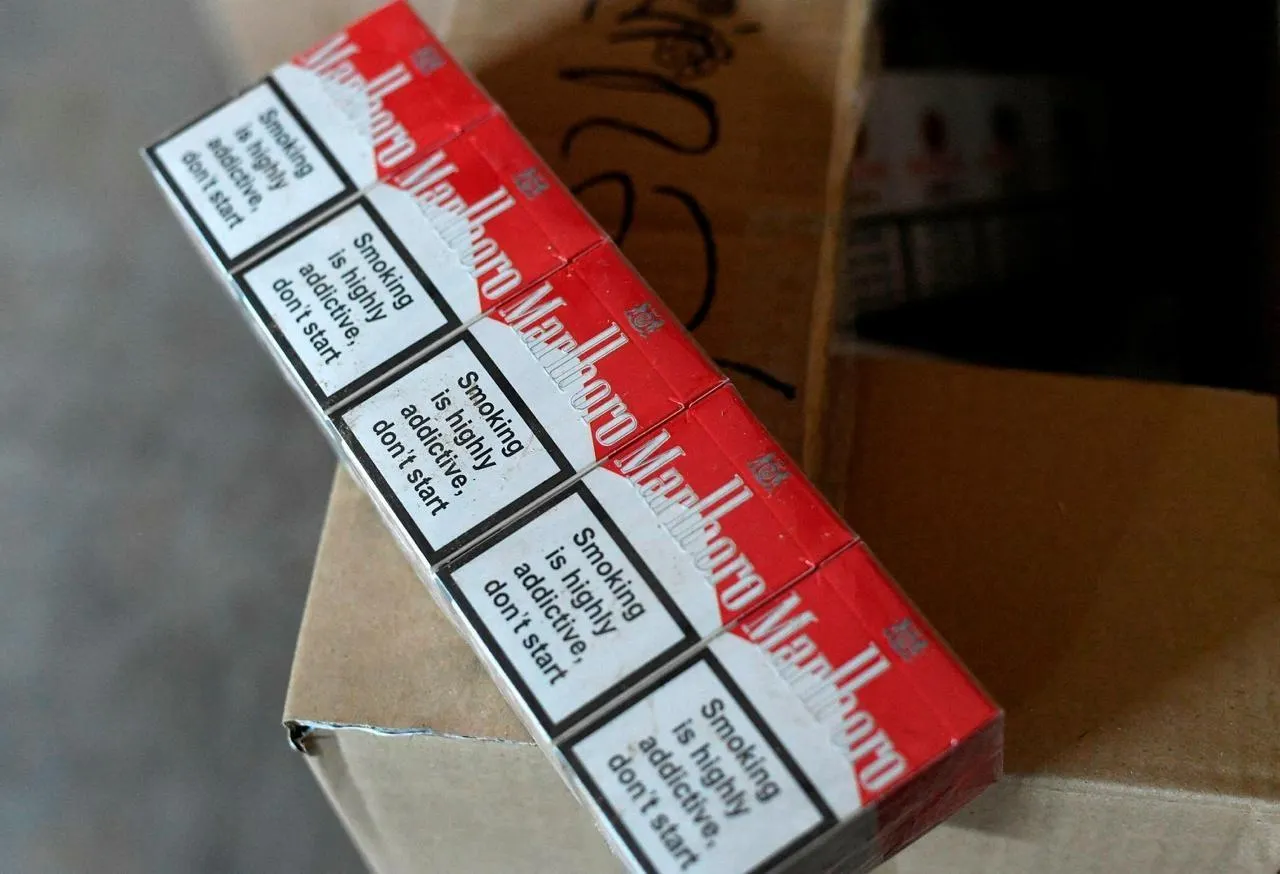 Marlboro
Smoking
is highly
addictive,
don't start
Marlboro
Smoking
is highly
addictive,
don't start
Marlboro
Smoking
is highly
addictive,
don't start
Marlboro
Smoking
is highly
addictive,
don't start
Marlboro
Smoking
is highly
addictive,
don't start